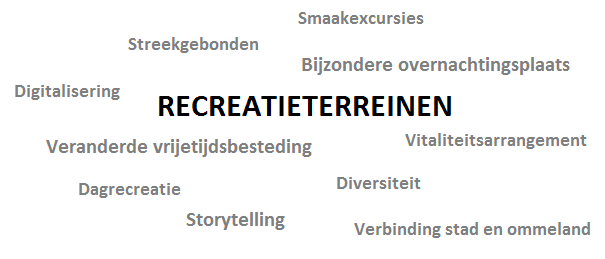 Smaakexcursies
Streekgebonden
Bijzondere overnachtingsplaats
Digitalisering
RECREATIETERREINEN
Veranderde vrijetijdsbesteding
Vitaliteitsarrangement
Dagrecreatie
Diversiteit
Storytelling
Verbinding stad en ommeland